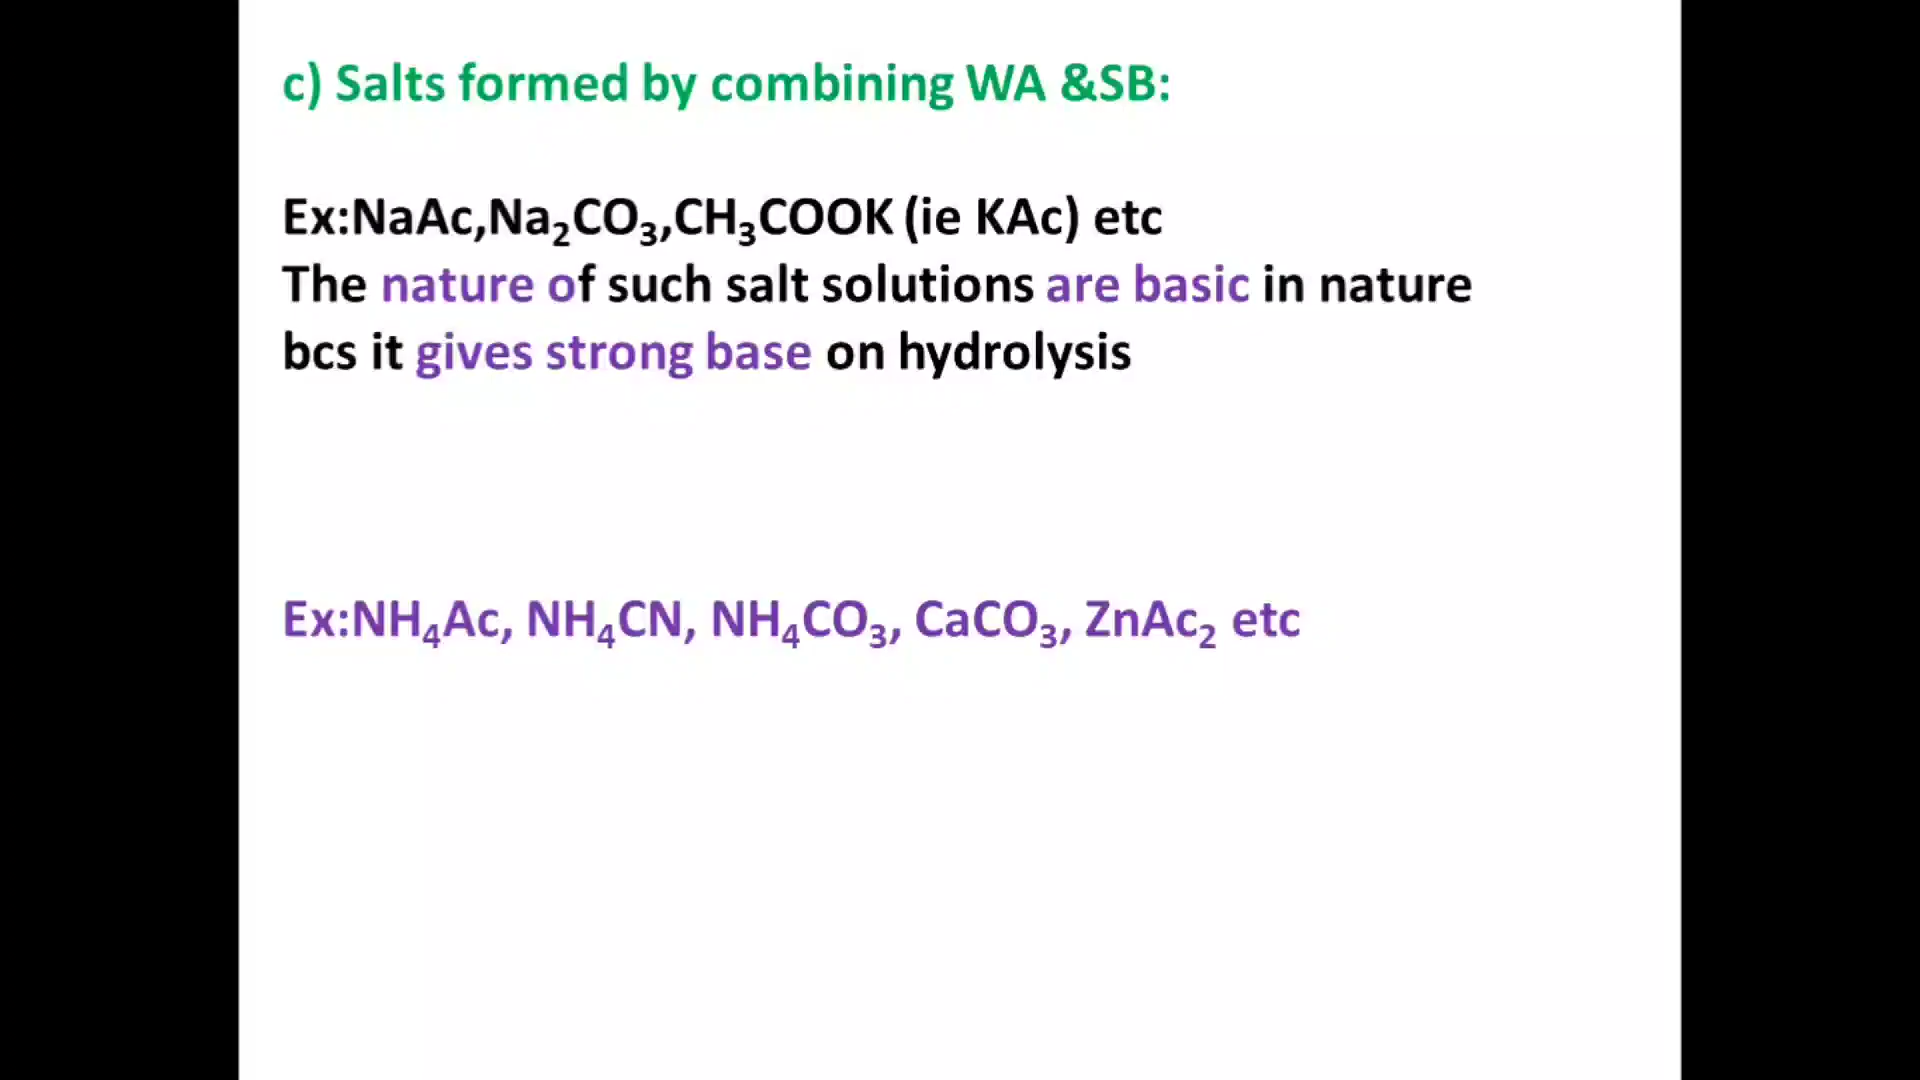 c) Salts formed by combining WA &SB:
Ex:NaAc,Na₂CO₃,CH₃COOK (ie KAc) etc
The nature of such salt solutions are basic in nature
bcs it gives strong base on hydrolysis
Ex:NH₄Ac, NH₄CN, NH₄CO₃, CaCO₃, ZnAc₂ etc